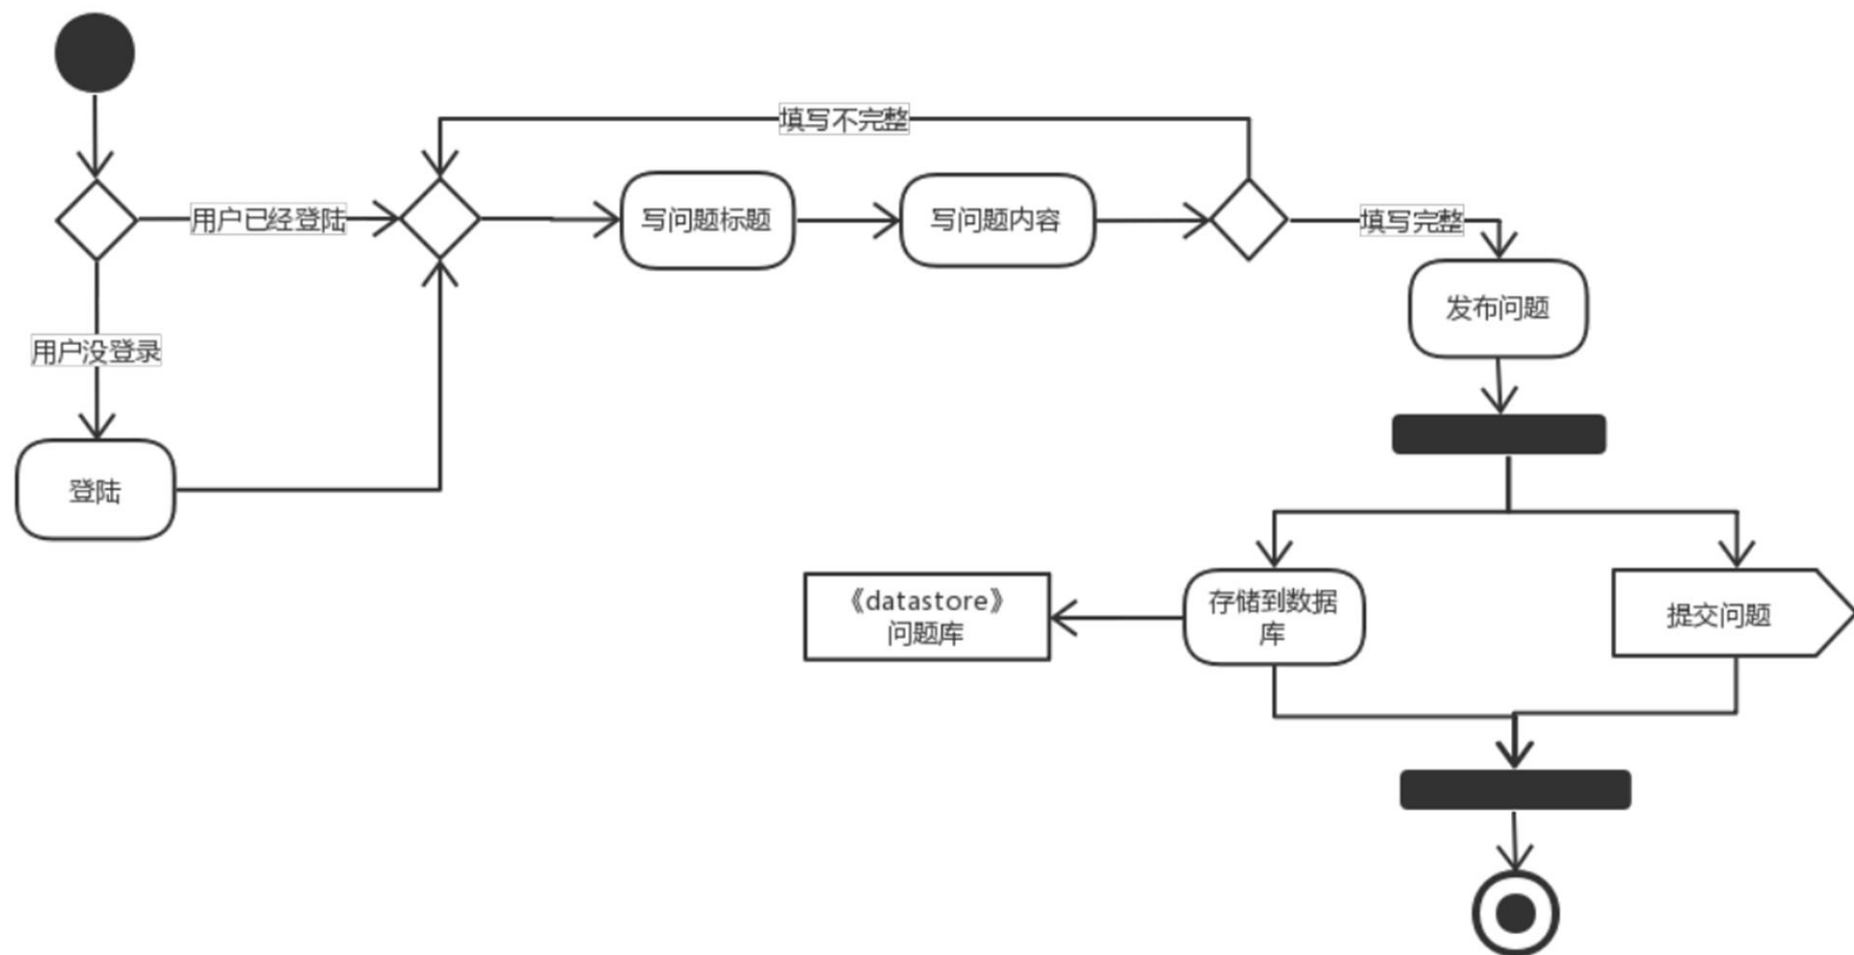 填写不完整
用户已经登陆
写问题标题
写问题内容
填写完整
发布问题
用户没登录
登陆
《datastore》
问题库
存储到数据
库
提交问题